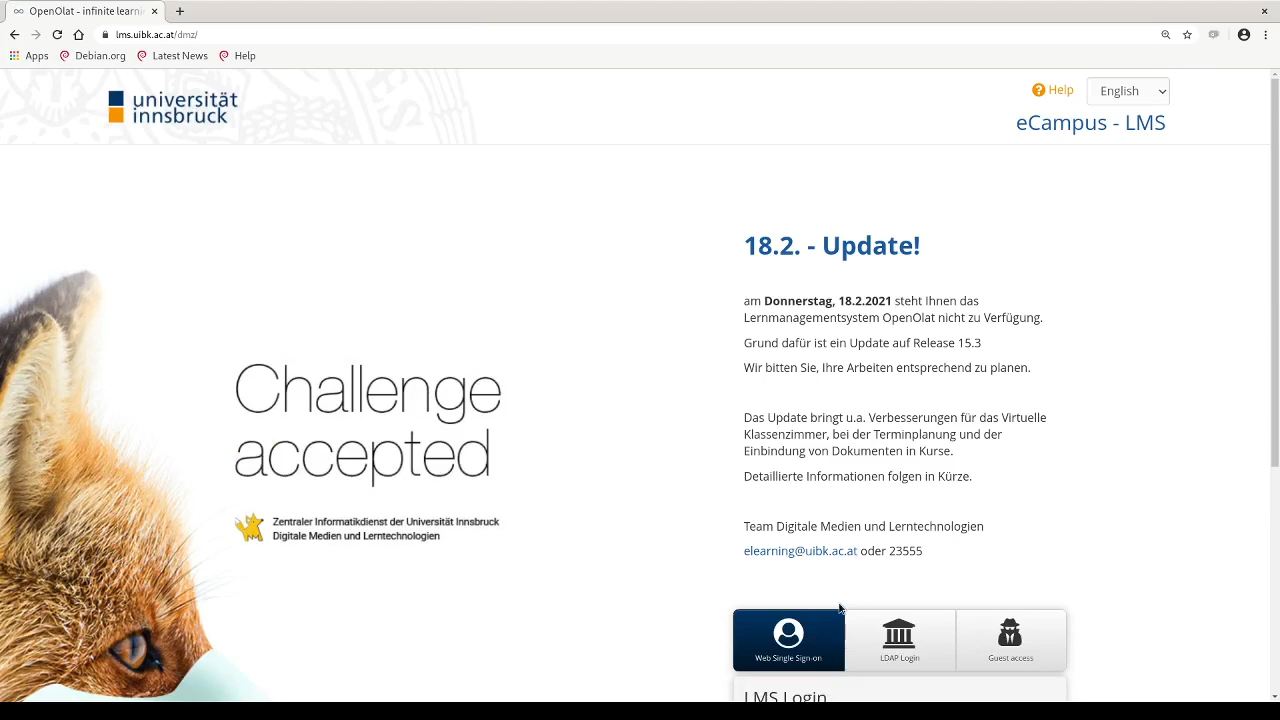 OpenOlat - infinite learni
lms.uibk.ac.at/dmz/
Apps
Debian.org
Latest News
Help
universität
innsbruck
Help
English
eCampus - LMS
18.2. - Update!
am Donnerstag, 18.2.2021 steht Ihnen das
Lernmanagementsystem OpenOlat nicht zu Verfügung.
Grund dafür ist ein Update auf Release 15.3
Wir bitten Sie, Ihre Arbeiten entsprechend zu planen.
Das Update bringt u.a. Verbesserungen für das Virtuelle
Klassenzimmer, bei der Terminplanung und der
Einbindung von Dokumenten in Kurse.
Detaillierte Informationen folgen in Kürze.
Team Digitale Medien und Lerntechnologien
elearning@uibk.ac.at oder 23555
Challenge
accepted
Zentraler Informatikdienst der Universität Innsbruck
Digitale Medien und Lerntechnologien
Web Single Sign-on
LDAP Login
Guest access
LMS Login